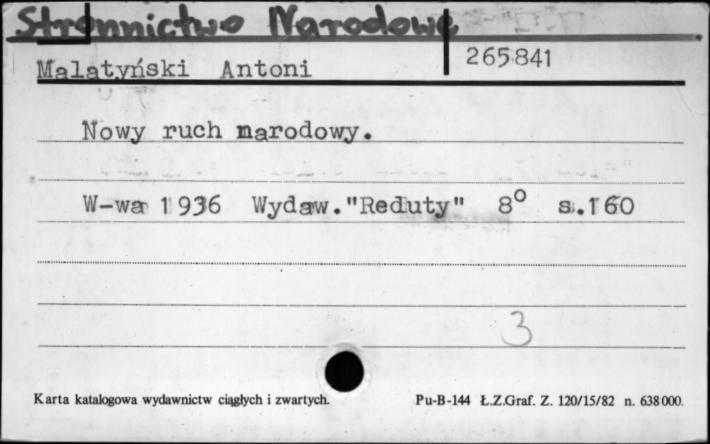 Stronnictwo Narodowe
265841
Malatyński Antoni
Nowy ruch narodowy.
W-wa 1936 Wydaw."Reduty" 8° s.160
3
Karta katalogowa wydawnictw ciągłych i zwartych.
Pu-B-144 Ł.Z.Graf. Z. 120/15/82 n. 638000.